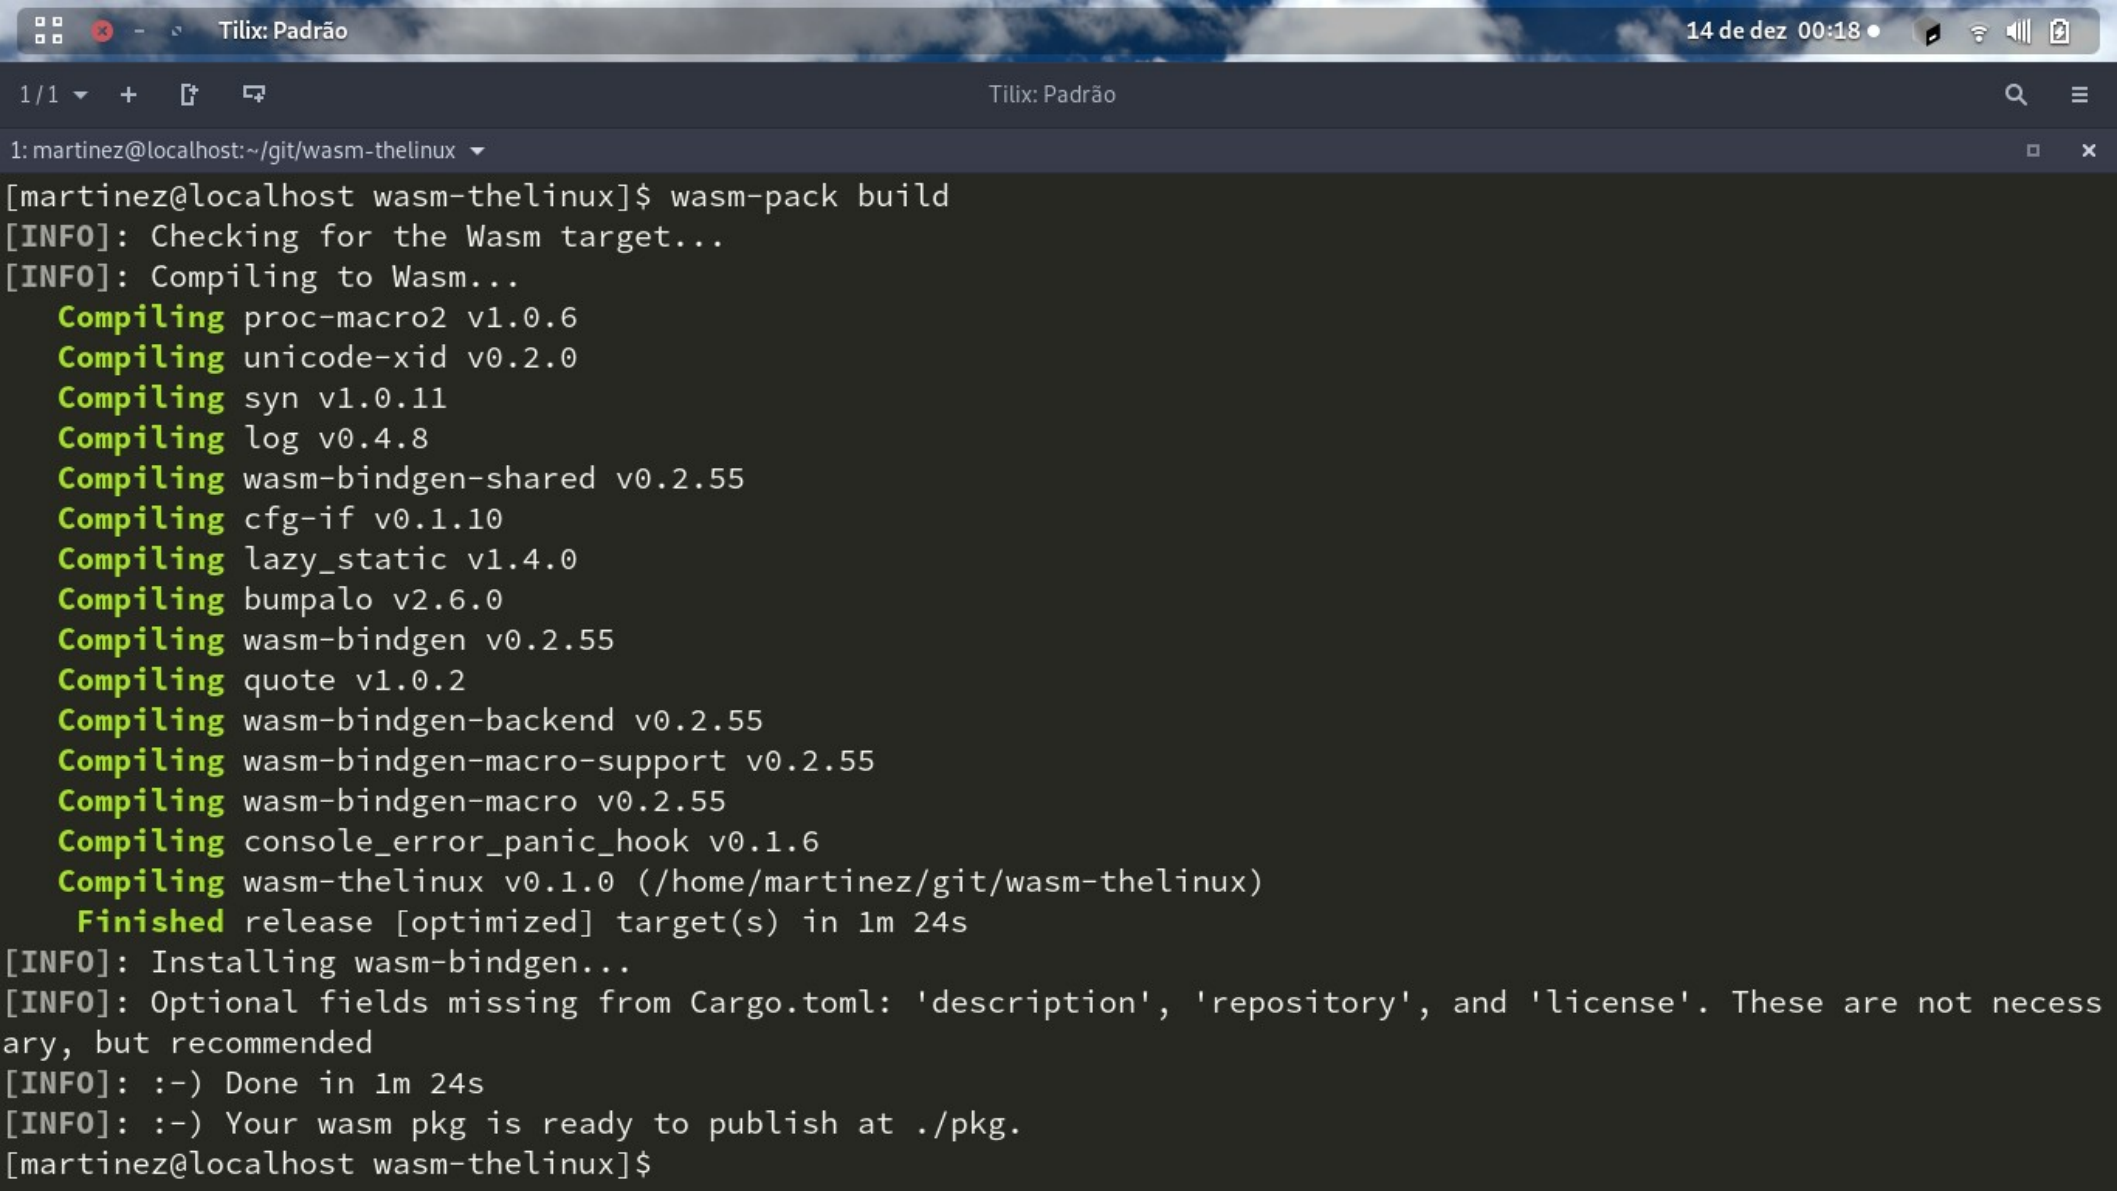 Tilix: Padrão
14 de dez 00:18
1/1
Tilix: Padrão
1: martinez@localhost:~/git/wasm-thelinux
[martinez@localhost wasm-thelinux]$ wasm-pack build
[INFO]: Checking for the Wasm target...
[INFO]: Compiling to Wasm...
Compiling proc-macro2 v1.0.6
Compiling unicode-xid v0.2.0
Compiling syn v1.0.11
Compiling log v0.4.8
Compiling wasm-bindgen-shared v0.2.55
Compiling cfg-if v0.1.10
Compiling lazy_static v1.4.0
Compiling bumpalo v2.6.0
Compiling wasm-bindgen v0.2.55
Compiling quote v1.0.2
Compiling wasm-bindgen-backend v0.2.55
Compiling wasm-bindgen-macro-support v0.2.55
Compiling wasm-bindgen-macro v0.2.55
Compiling console_error_panic_hook v0.1.6
Compiling wasm-thelinux v0.1.0 (/home/martinez/git/wasm-thelinux)
Finished release [optimized] target(s) in 1m 24s
[INFO]: Installing wasm-bindgen...
[INFO]: Optional fields missing from Cargo.toml: 'description', 'repository', and 'license'. These are not necess
ary, but recommended
[INFO]: :-) Done in 1m 24s
[INFO]: :-) Your wasm pkg is ready to publish at ./pkg.
[martinez@localhost wasm-thelinux]$